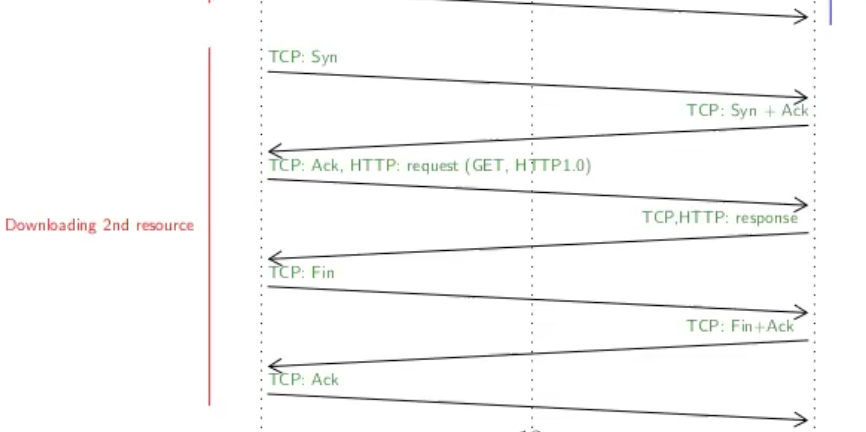 TCP: Syn
TCP: Syn + Ack
TCP: Ack, HTTP: request (GET, HTTP1.0)
TCP,HTTP: response
Downloading 2nd resource
TCP: Fin
TCP: Fin+Ack
TCP: Ack